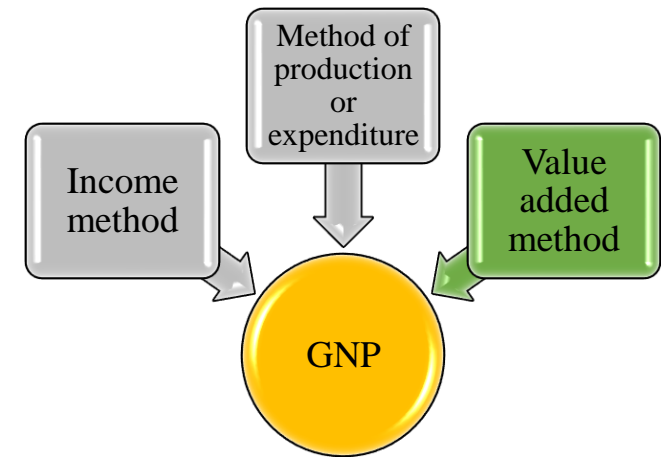 Method of
production
or
expenditure
Income
method
Value
added
method
GNP